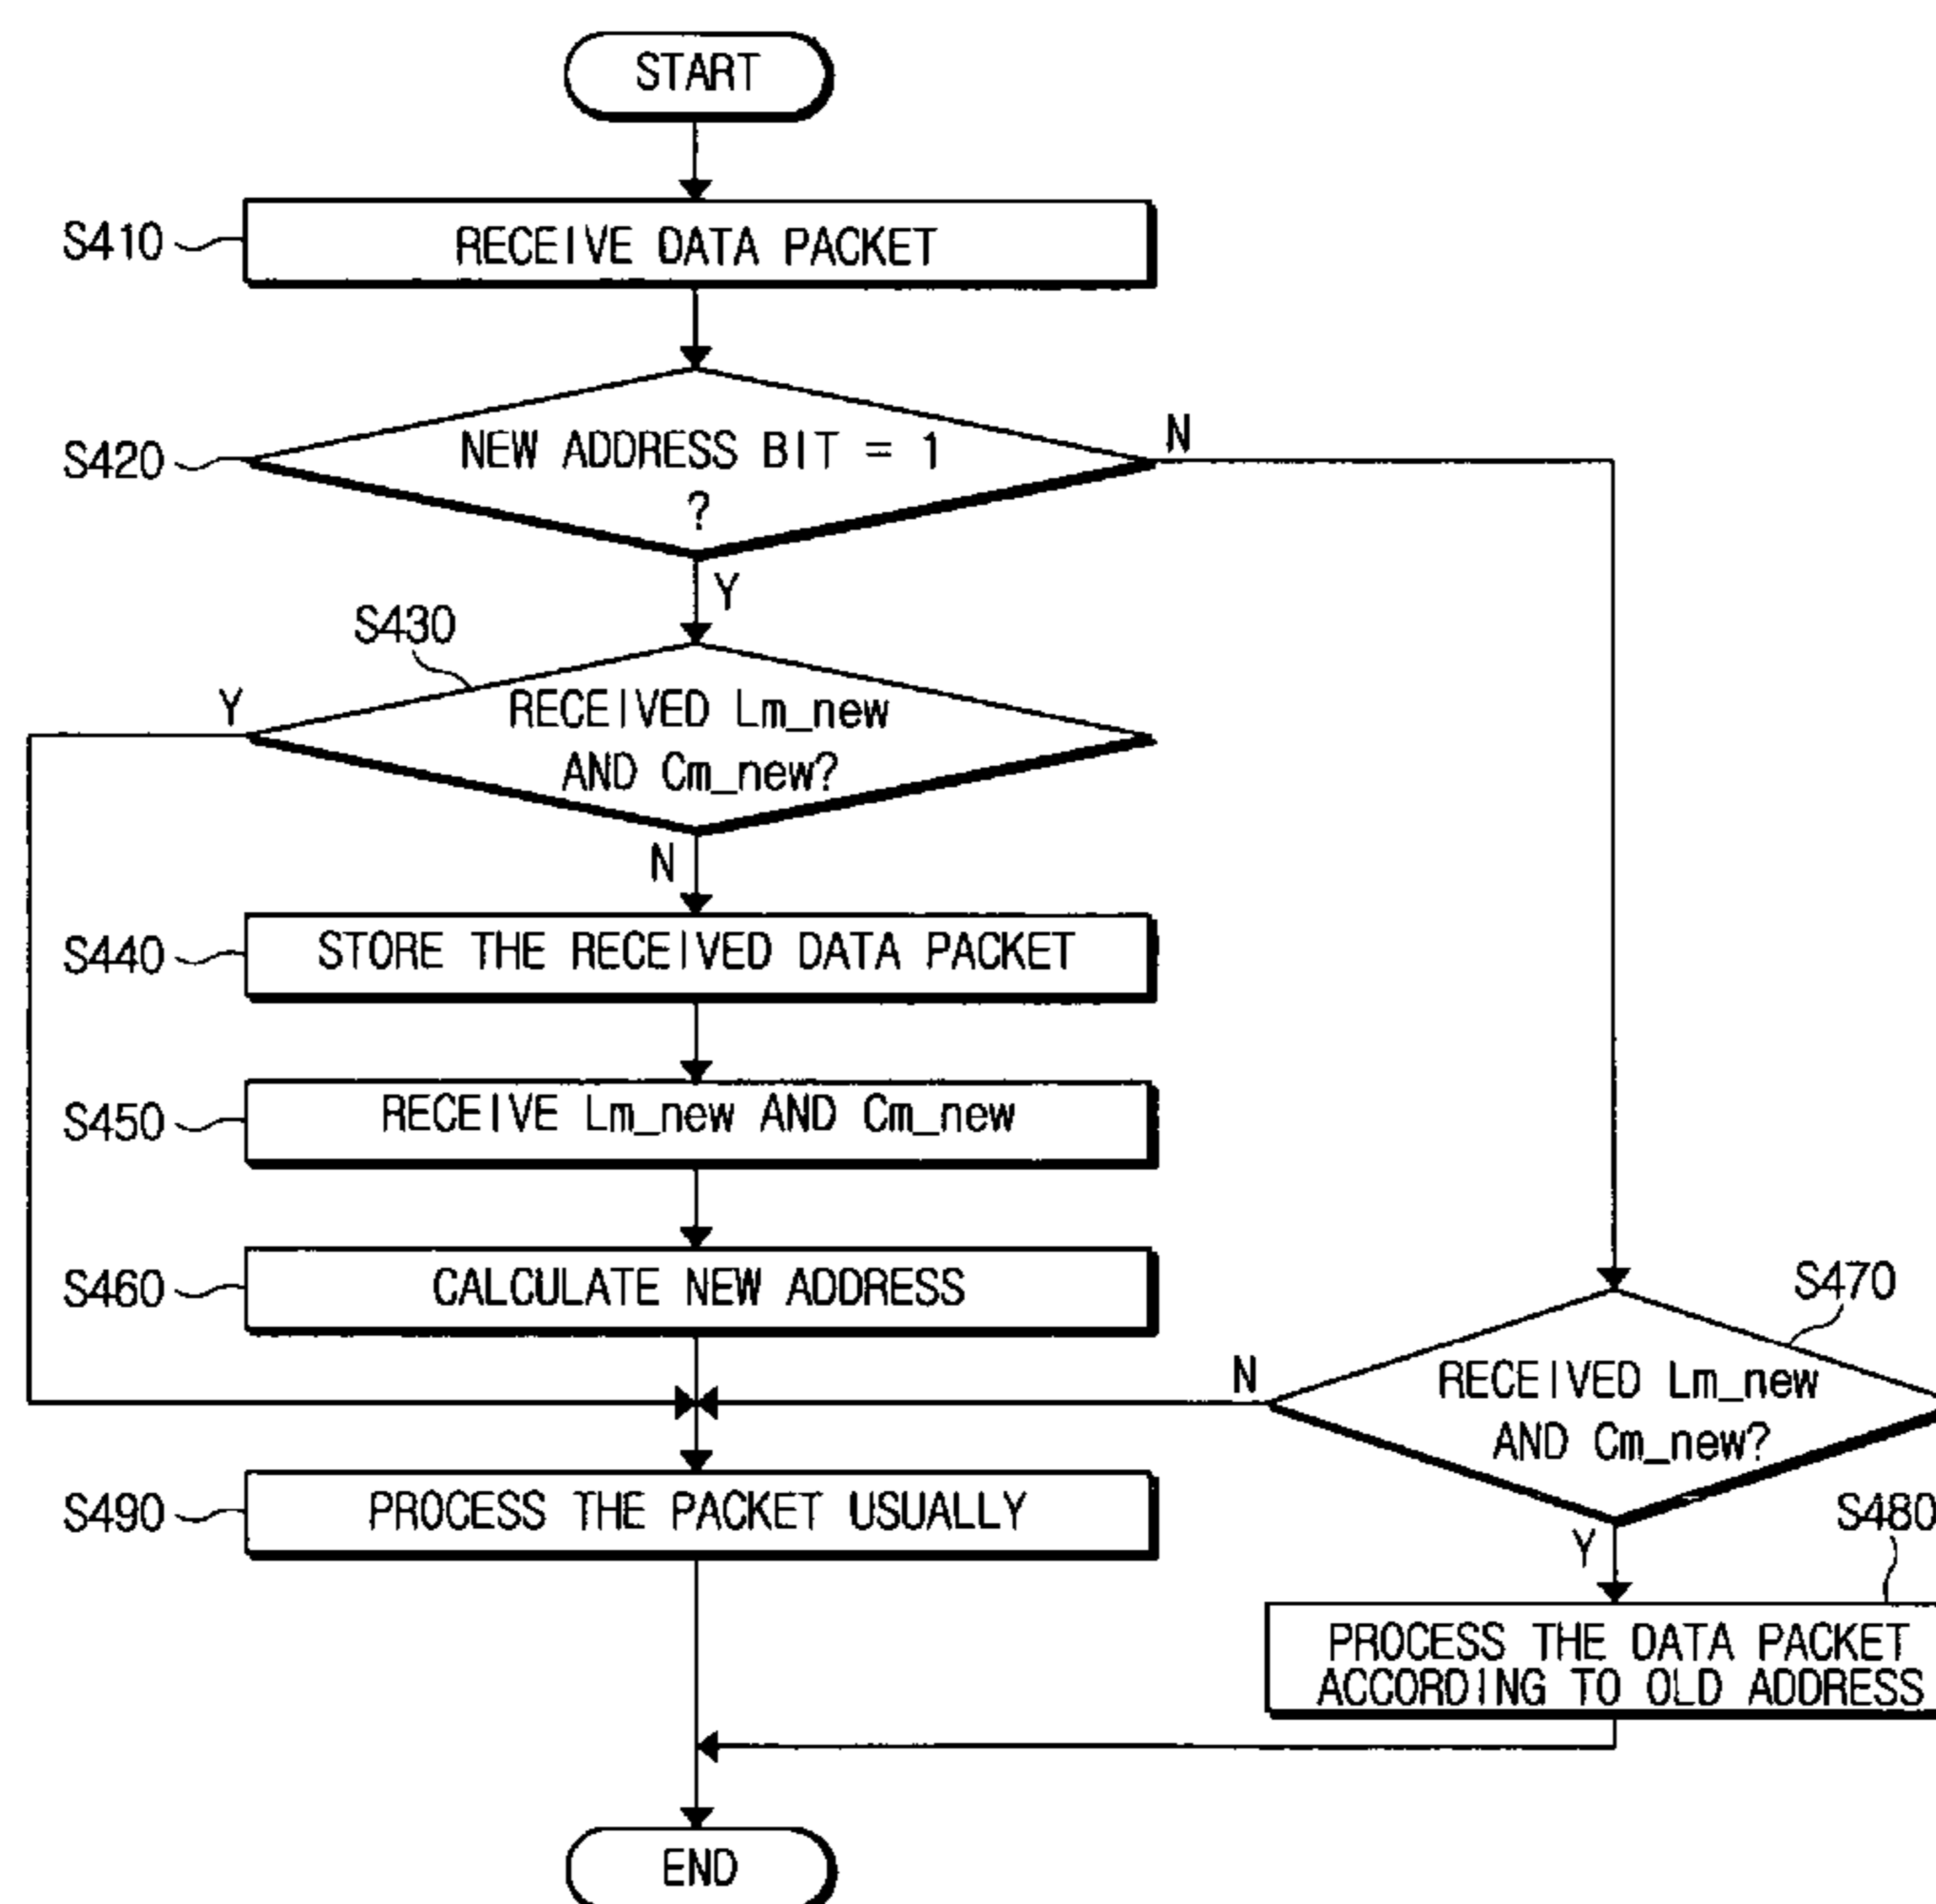 START
S410
RECEIVE DATA PACKET
S420
NEW ADDRESS BIT = 1
?
N
Y
S430
Y
RECEIVED Lm_new
AND Cm_new?
N
S440
STORE THE RECEIVED DATA PACKET
S450
RECEIVE Lm_new AND Cm_new
S460
CALCULATE NEW ADDRESS
S470
N
RECEIVED Lm_new
AND Cm_new?
S490
PROCESS THE PACKET USUALLY
Y
S480
PROCESS THE DATA PACKET
ACCORDING TO OLD ADDRESS
END